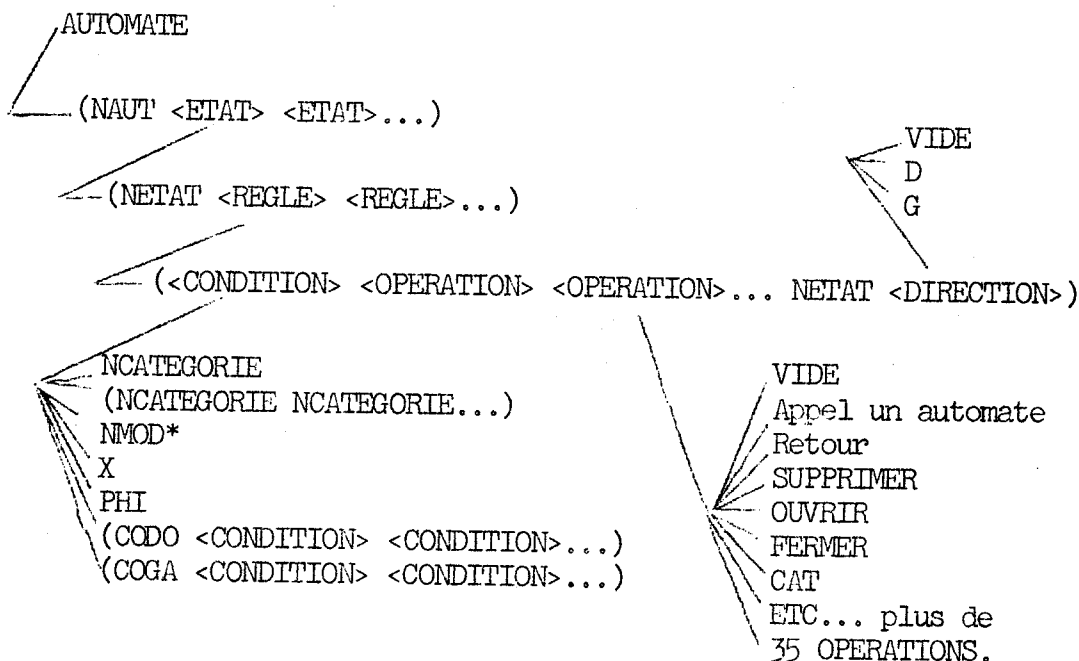 AUTOMATE
(NAUT <ETAT> <ETAT>...)
VIDE
D
G
(NETAT <REGLE> <REGLE>...)
(<CONDITION> <OPERATION> <OPERATION>... NETAT <DIRECTION>)
NCATEGORIE
(NCATEGORIE NCATEGORIE...)
NMOD*
X
PHI
(CODO <CONDITION> <CONDITION>...)
(COGA <CONDITION> <CONDITION>...)
VIDE
Appel un automate
Retour
SUPPRIMER
OUVRIR
FERMER
CAT
ETC... plus de
35 OPERATIONS.